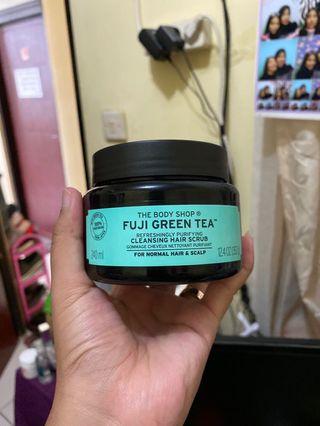 THE BODY SHOP®
FUJI GREEN TEA™
REFRESHINGLY PURIFYING
CLEANSING HAIR SCRUB
GOMMAGE CHEVEUX NETTOYANT PURIFIANT
240 ml
FOR NORMAL HAIR & SCALP